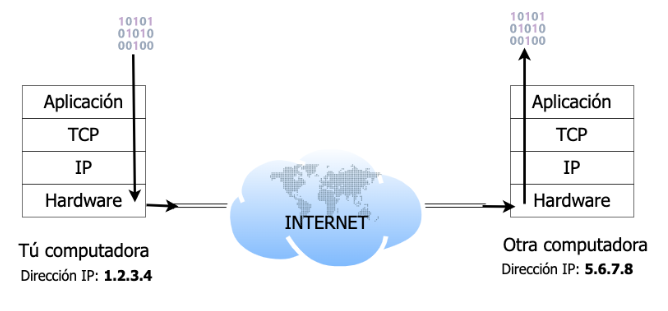 10101
01010
00100
Aplicación
TCP
IP
Hardware
Tú computadora
Dirección IP: 1.2.3.4
INTERNET
10101
01010
00100
Aplicación
TCP
IP
Hardware
Otra computadora
Dirección IP: 5.6.7.8